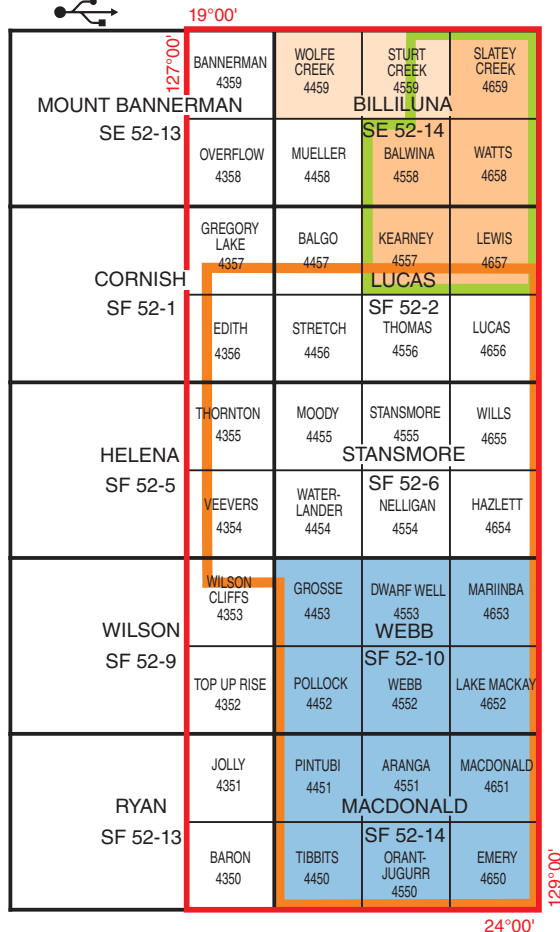 19°00'
127°00'
BANNERMAN
4359
WOLFE
CREEK
4459
STURT
CREEK
4559
SLATEY
CREEK
4659
MOUNT BANNERMAN
SE 52-13
BILLILUNA
SE 52-14
OVERFLOW
4358
MUELLER
4458
BALWINA
4558
WATTS
4658
GREGORY
LAKE
4357
BALGO
4457
KEARNEY
4557
LEWIS
4657
CORNISH
SF 52-1
LUCAS
SF 52-2
EDITH
4356
STRETCH
4456
THOMAS
4556
LUCAS
4656
THORNTON
4355
MOODY
4455
STANSMORE
4555
WILLS
4655
HELENA
SF 52-5
STANSMORE
SF 52-6
VEEVERS
4354
WATER-
LANDER
4454
NELLIGAN
4554
HAZLETT
4654
WILSON
CLIFFS
4353
GROSSE
4453
DWARF WELL
4553
MARIINBA
4653
WILSON
SF 52-9
WEBB
SF 52-10
TOP UP RISE
4352
POLLOCK
4452
WEBB
4552
LAKE MACKAY
4652
JOLLY
4351
PINTUBI
4451
ARANGA
4551
MACDONALD
4651
RYAN
SF 52-13
MACDONALD
SF 52-14
BARON
4350
TIBBITS
4450
ORANT-
JUGURR
4550
EMERY
4650
129°00'
24°00'